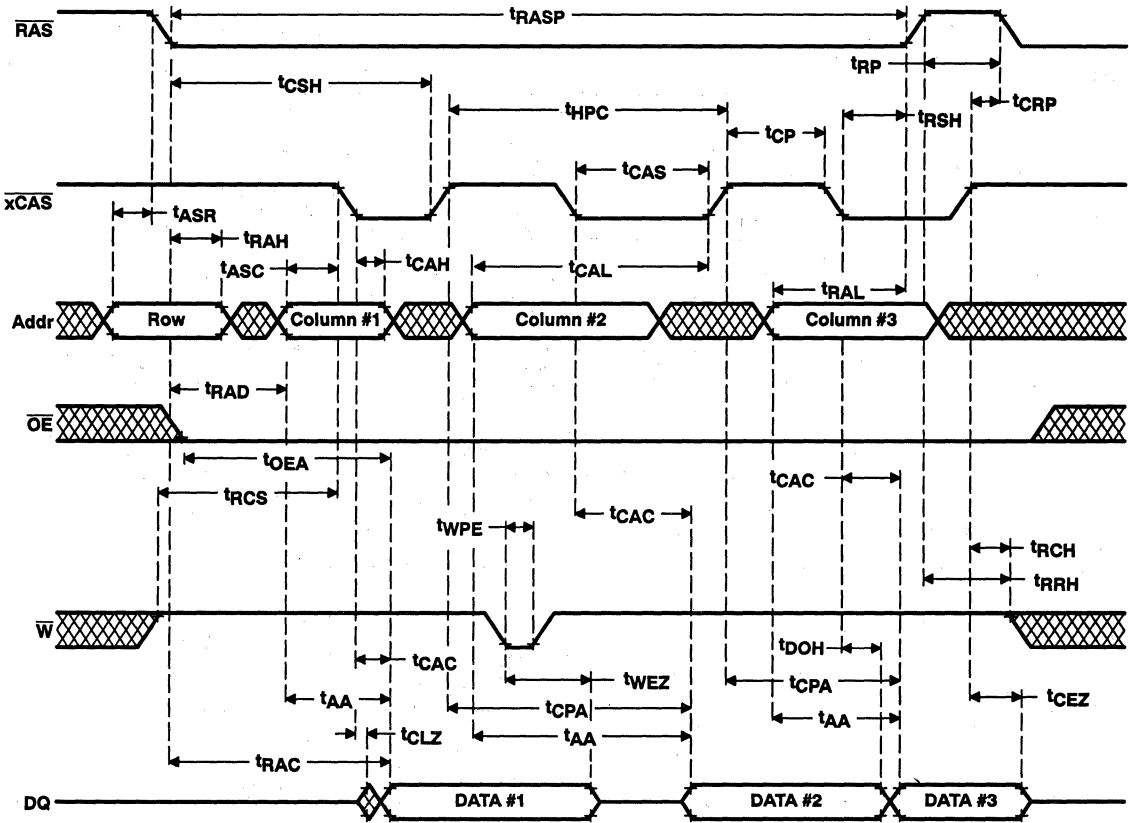 RAS
tRASP
tRP
tCSH
tHPC
tCRP
tRSH
tCP
tCAS
xCAS
tASR
tRAH
tASC
tCAH
tCAL
tRAL
Addr
Row
Column #1
Column #2
Column #3
tRAD
OE
tOEA
tCAC
tRCS
tCAC
tWPE
tRCH
tRRH
W
tDOH
tCAC
tWEZ
tCPA
tCEZ
tAA
tCPA
tAA
tCLZ
tAA
tRAC
DQ
DATA #1
DATA #2
DATA #3